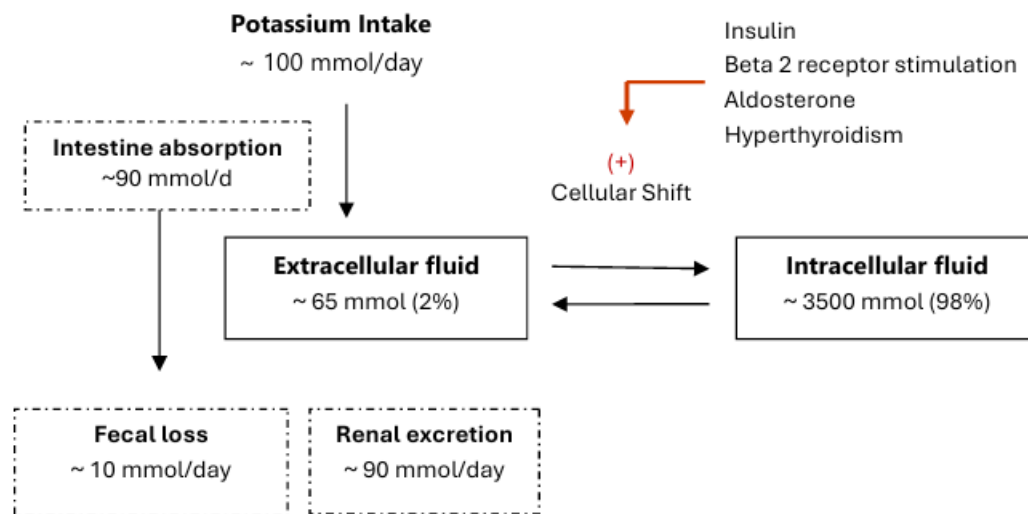 Potassium Intake
~ 100 mmol/day
Insulin
Beta 2 receptor stimulation
Aldosterone
Hyperthyroidism
(+)
Cellular Shift
Intestine absorption
~90 mmol/d
Extracellular fluid
~ 65 mmol (2%)
Intracellular fluid
~ 3500 mmol (98%)
Fecal loss
~ 10 mmol/day
Renal excretion
~ 90 mmol/day